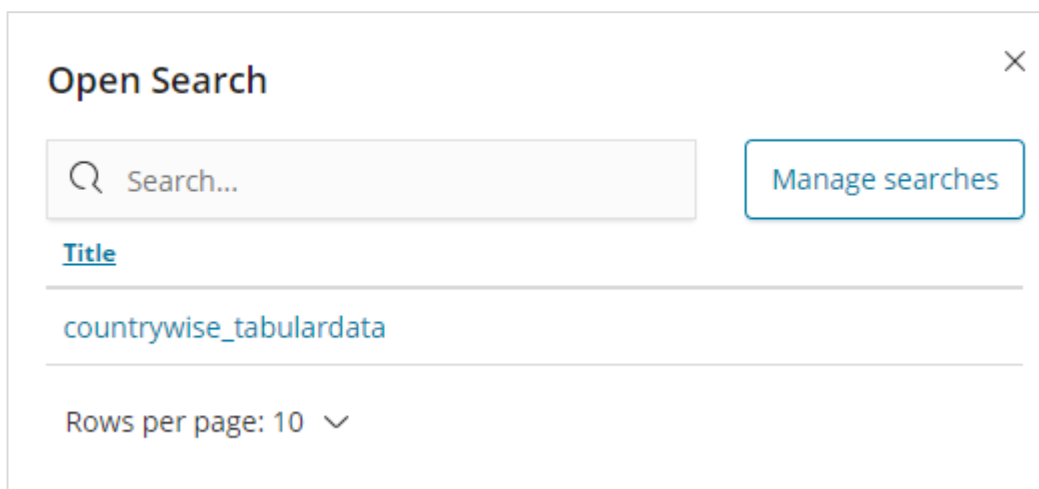 Open Search
Search...
Manage searches
Title
countrywise_tabulardata
Rows per page: 10